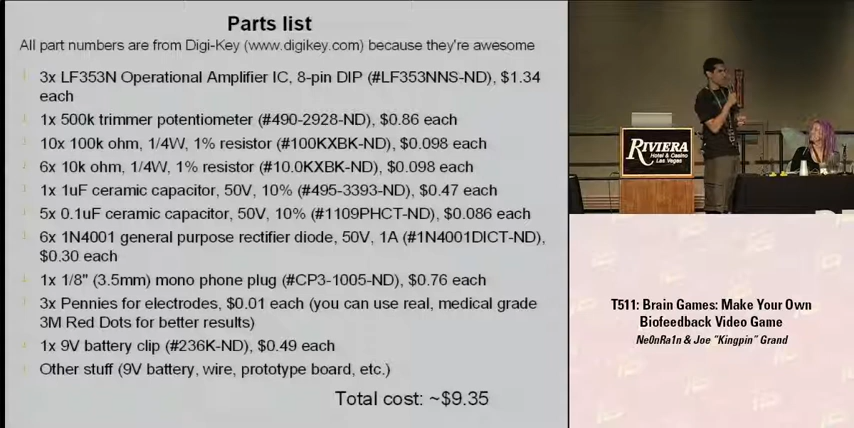 Parts list
All part numbers are from Digi-Key (www.digikey.com) because they're awesome
3x LF353N Operational Amplifier IC, 8-pin DIP (#LF353NNS-ND), $1.34
each
1x 500k trimmer potentiometer (#490-2928-ND), $0.86 each
10x 100k ohm, 1/4W, 1% resistor (#100KXBK-ND), $0.098 each
6x 10k ohm, 1/4W, 1% resistor (#10.0KXBK-ND), $0.098 each
1x 1uF ceramic capacitor, 50V, 10% (#495-3393-ND), $0.47 each
5x 0.1uF ceramic capacitor, 50V, 10% (#1109PHCT-ND), $0.086 each
6x 1N4001 general purpose rectifier diode, 50V, 1A (#1N4001DICT-ND),
$0.30 each
1x 1/8" (3.5mm) mono phone plug (#CP3-1005-ND), $0.76 each
3x Pennies for electrodes, $0.01 each (you can use real, medical grade
3M Red Dots for better results)
1x 9V battery clip (#236K-ND), $0.49 each
Other stuff (9V battery, wire, prototype board, etc.)
Total cost: ~$9.35
RIVIERA
Hotel & Casino
Las Vegas
T511: Brain Games: Make Your Own
Biofeedback Video Game
Ne0nRa1n & Joe "Kingpin" Grand